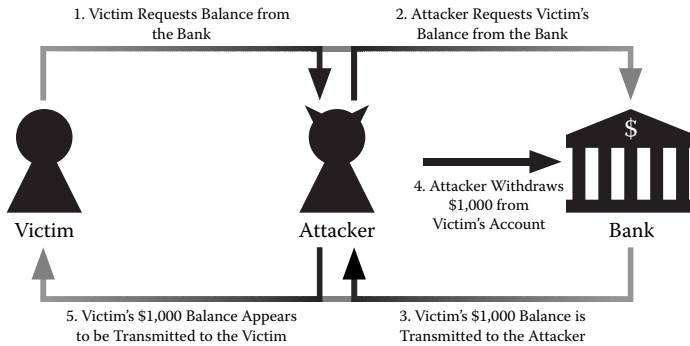 1. Victim Requests Balance from
the Bank
2. Attacker Requests Victim's
Balance from the Bank
$
4. Attacker Withdraws
$1,000 from
Victim's Account
Victim
Attacker
Bank
5. Victim's $1,000 Balance Appears
to be Transmitted to the Victim
3. Victim's $1,000 Balance is
Transmitted to the Attacker